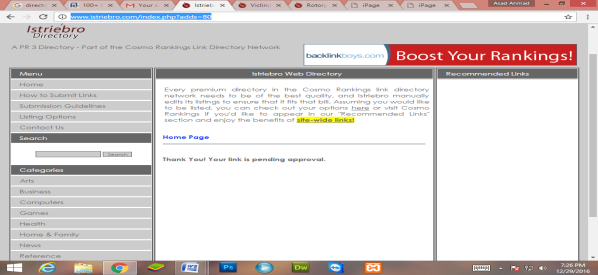 direct
100+
Your
Istrieb
Victin
Rotor
iPage
iPage
Asad Ahmad
www.istriebro.com/index.php?adds=80
Istriebro
Directory
A PR 3 Directory - Part of the Cosmo Rankings Link Directory Network
backlinkboys.com
Boost Your Rankings!
Menu
Home
How to Submit Links
Submission Guidelines
Listing Options
Contact Us
Search
Search
Categories
Arts
Business
Computers
Games
Health
Home & Family
News
Reference
Istriebro Web Directory
Every premium directory in the Cosmo Rankings link directory
network needs to be of the best quality, and Istriebro manually
edits its listings to ensure that it fits that bill. Assuming you would like
to be listed, you can check out your options here or visit Cosmo
Rankings if you'd like to appear in our "Recommended Links"
section and enjoy the benefits of site-wide links!
Home Page
Thank You! Your link is pending approval.
Recommended Links
Ps
Dw
7:26 PM
12/29/2016